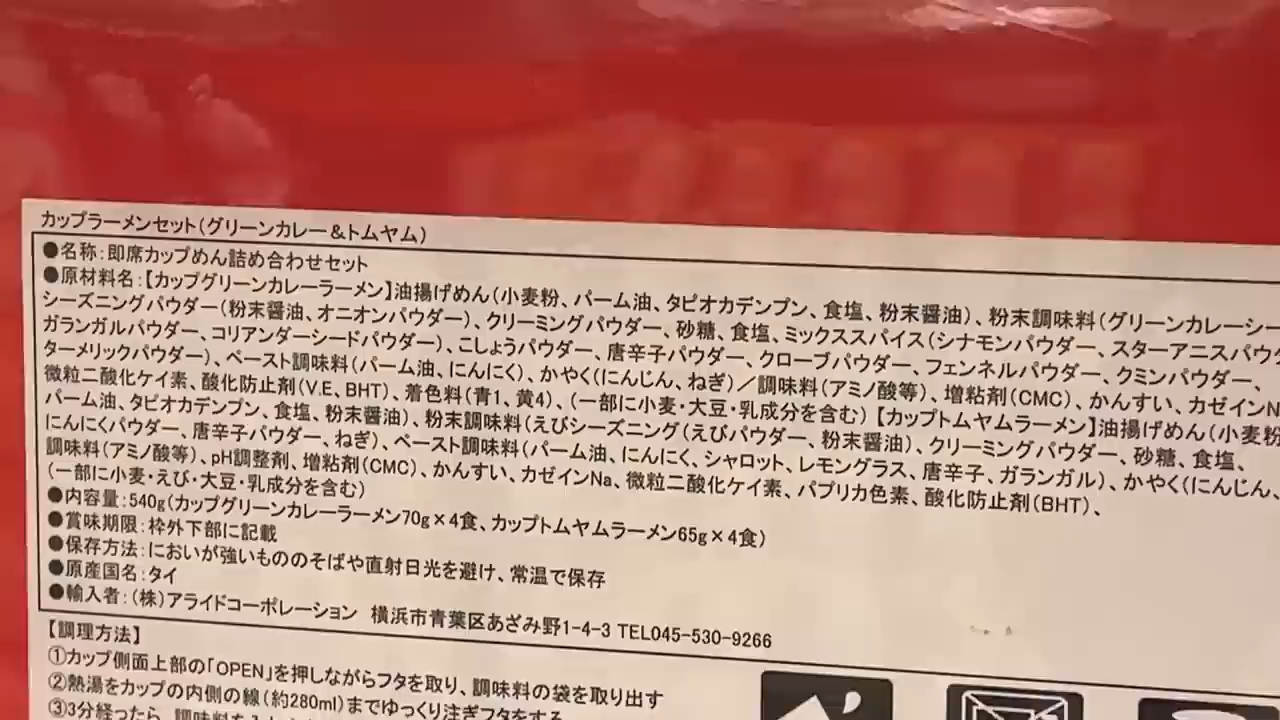 カップラーメンセット(グリーンカレー&トムヤム)
●名称:即席カップめん詰め合わせセット
●原材料名:【カップグリーンカレーラーメン】油揚げめん(小麦粉、パーム油、タピオカデンプン、食塩、粉末醤油)、粉末調味料(グリーンカレーシー
シーズニングパウダー(粉末醤油、オニオンパウダー)、クリーミングパウダー、砂糖、食塩、ミックススパイス(シナモンパウダー、スターアニスパウダ
ガランガルパウダー、コリアンダーシードパウダー)、こしょうパウダー、唐辛子パウダー、クローブパウダー、フェンネルパウダー、クミンパウダー、
ターメリックパウダー)、ペースト調味料(パーム油、にんにく)、かやく(にんじん、ねぎ)/調味料(アミノ酸等)、増粘剤(CMC)、かんすい、カゼインN
微粒二酸化ケイ素、酸化防止剤(V.E、BHT)、着色料(青1、黄4)、(一部に小麦・大豆・乳成分を含む)【カップトムヤムラーメン】油揚げめん(小麦粉
パーム油、タピオカデンプン、食塩、粉末醤油)、粉末調味料(えびシーズニング(えびパウダー、粉末醤油)、クリーミングパウダー、砂糖、食塩、
にんにくパウダー、唐辛子パウダー、ねぎ)、ペースト調味料(パーム油、にんにく、シャロット、レモングラス、唐辛子、ガランガル)、かやく(にんじん、
調味料(アミノ酸等)、pH調整剤、増粘剤(CMC)、かんすい、カゼインNa、微粒二酸化ケイ素、パプリカ色素、酸化防止剤(BHT)、
(一部に小麦・えび・大豆・乳成分を含む)
●内容量:540g(カップグリーンカレーラーメン70g×4食、カップトムヤムラーメン65g×4食)
●賞味期限:枠外下部に記載
●保存方法:においが強いもののそばや直射日光を避け、常温で保存
●原産国名:タイ
●輸入者:(株)アライドコーポレーション 横浜市青葉区あざみ野1-4-3 TEL045-530-9266
【調理方法】
①カップ側面上部の「OPEN」を押しながらフタを取り、調味料の袋を取り出す
②熱湯をカップの内側の線(約280ml)までゆっくり注ぎフタをする
③3分経ったら、調味料を